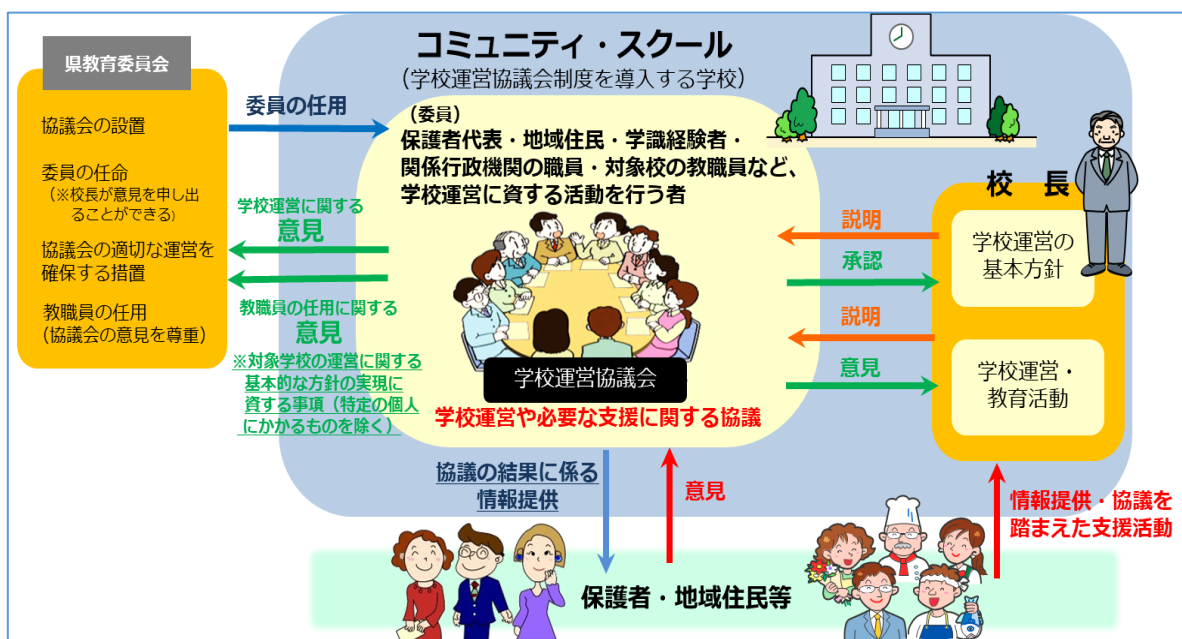 コミュニティ・スクール
（学校運営協議会制度を導入する学校）
県教育委員会
協議会の設置
委員の任命
（※校長が意見を申し出
ることができる）
協議会の適切な運営を
確保する措置
教職員の任用
（協議会の意見を尊重）
委員の任用
学校運営に関する
意見
教職員の任用に関する
意見
※対象学校の運営に関する
基本的な方針の実現に
資する事項（特定の個人
にかかるものを除く）
（委員）
保護者代表・地域住民・学識経験者・
関係行政機関の職員・対象校の教職員など、
学校運営に資する活動を行う者
学校運営協議会
学校運営や必要な支援に関する協議
説明
承認
説明
意見
校 長
学校運営の
基本方針
学校運営・
教育活動
協議の結果に係る
情報提供
意見
情報提供・協議を
踏まえた支援活動
保護者・地域住民等